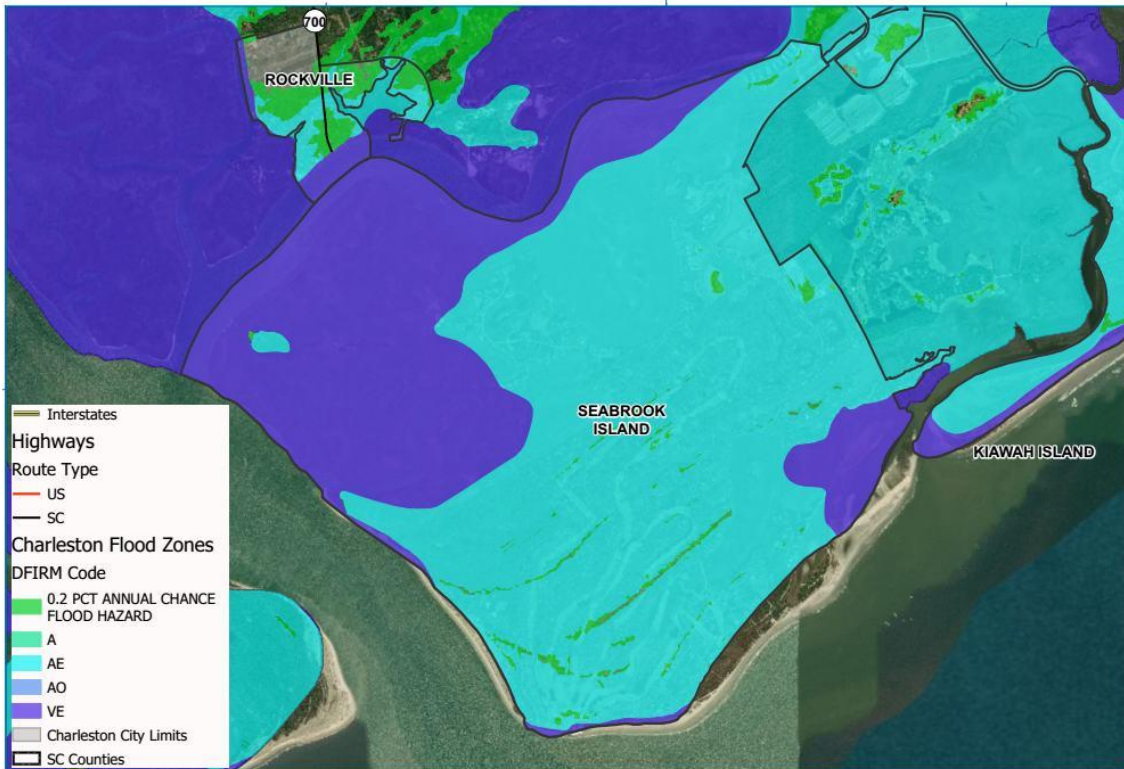 700
ROCKVILLE
SEABROOK
ISLAND
KIAWAH ISLAND
Interstates
Highways
Route Type
US
SC
Charleston Flood Zones
DFIRM Code
0.2 PCT ANNUAL CHANCE
FLOOD HAZARD
A
AE
AO
VE
Charleston City Limits
SC Counties